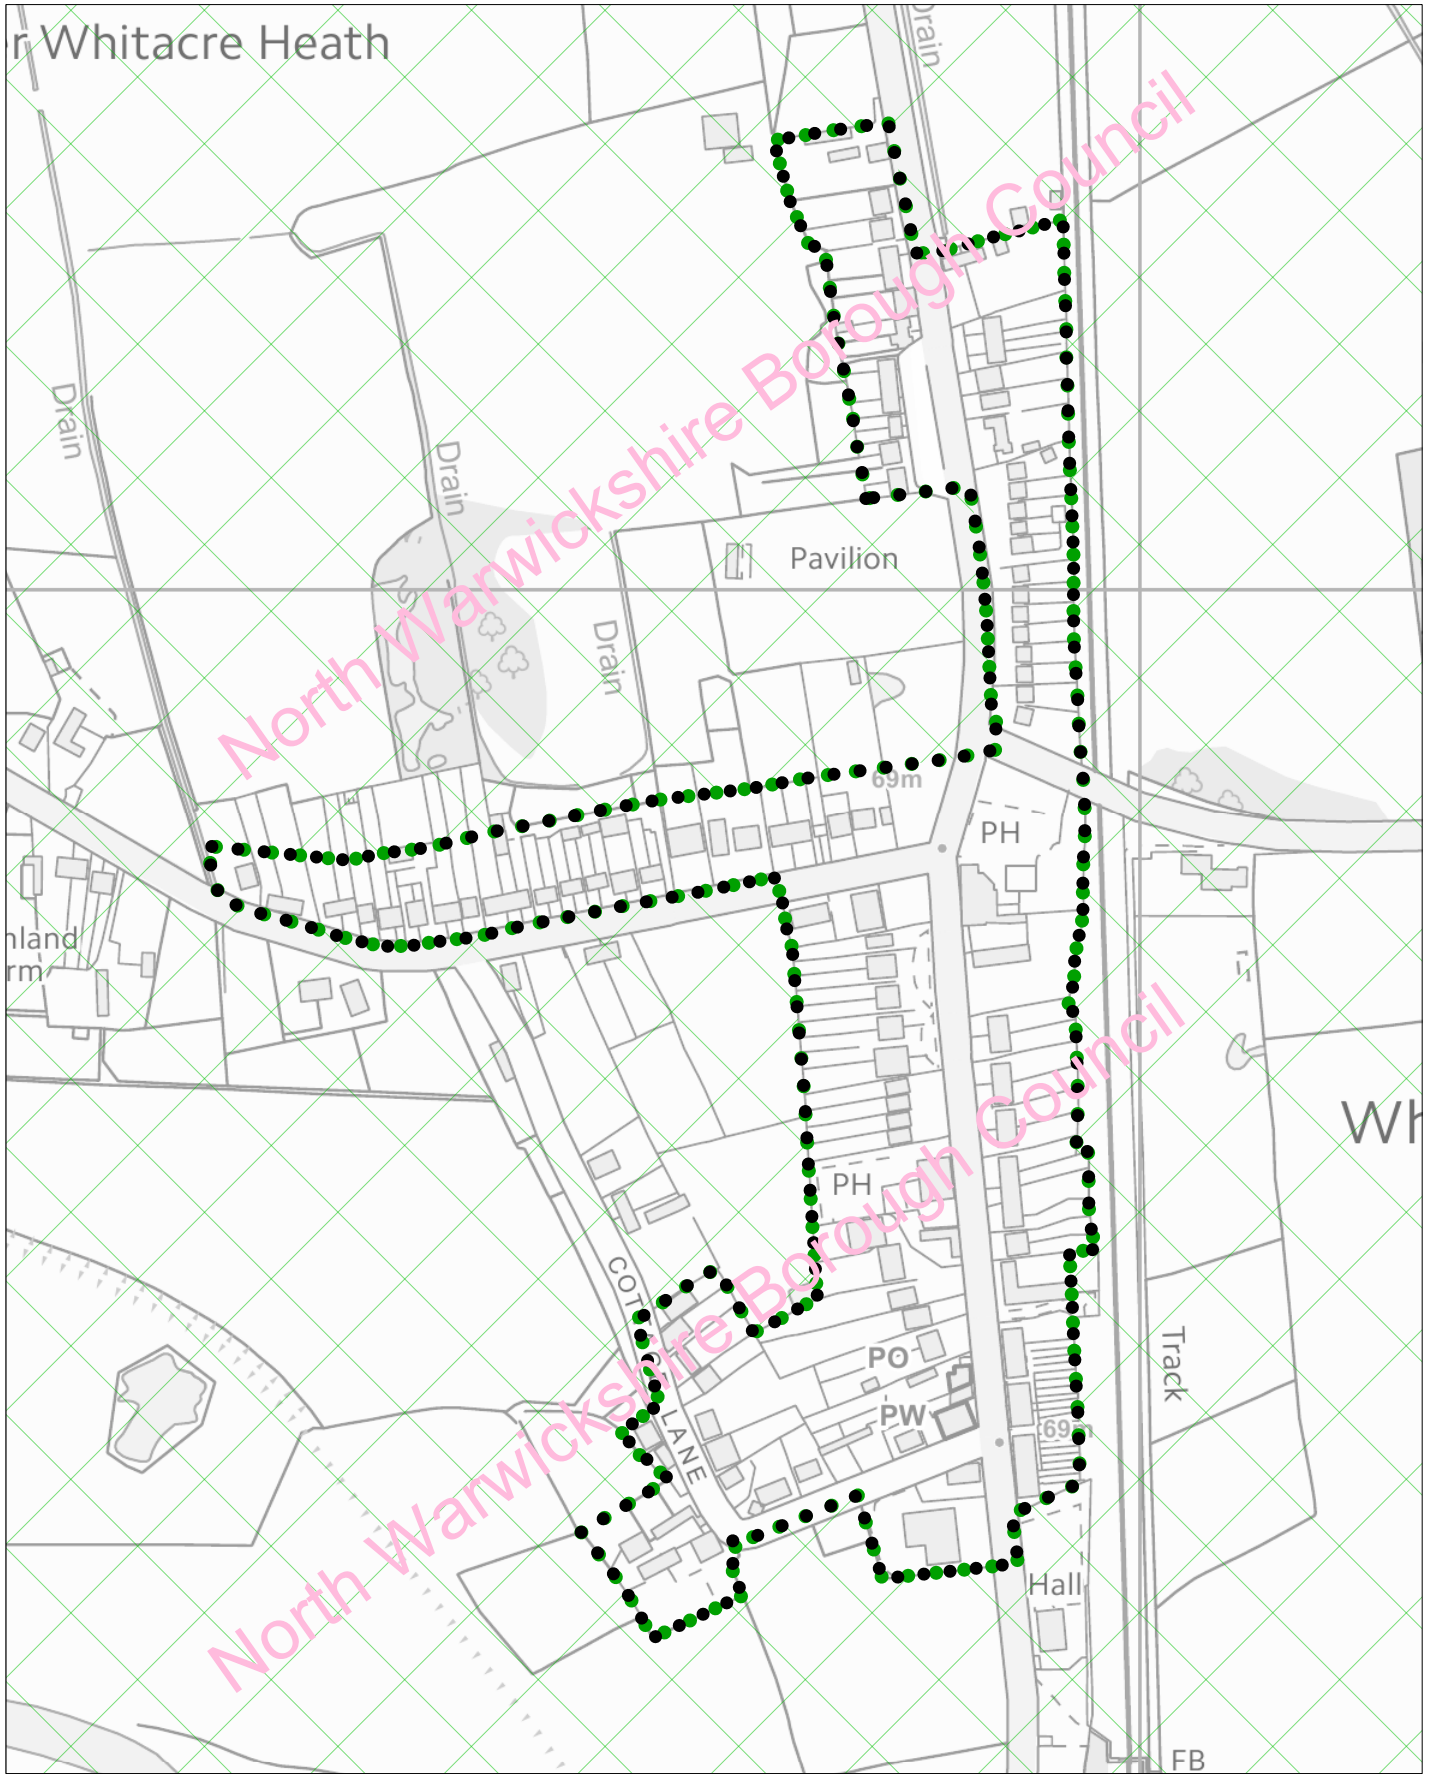 r Whitacre Heath
Drain
North Warwickshire Borough Council
Drain
Drain
Pavilion
Drain
69m
PH
nland
rm
Wh
PH
COT
LANE
North Warwickshire Borough Council
Track
PO
PW
69m
Hall
FB